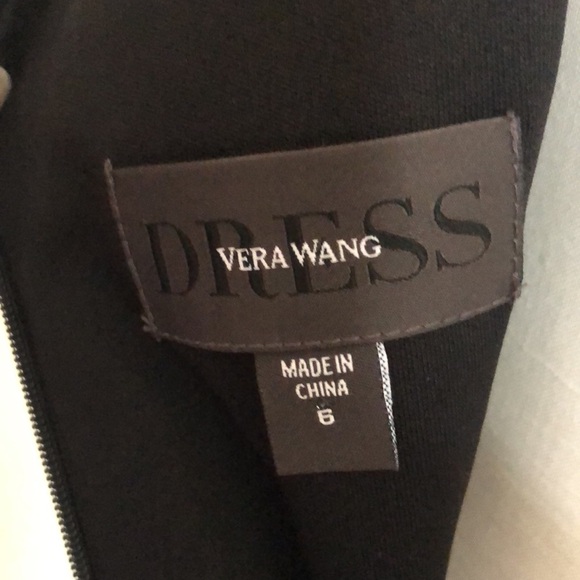 DRESS
VERA WANG
MADE IN
CHINA
6